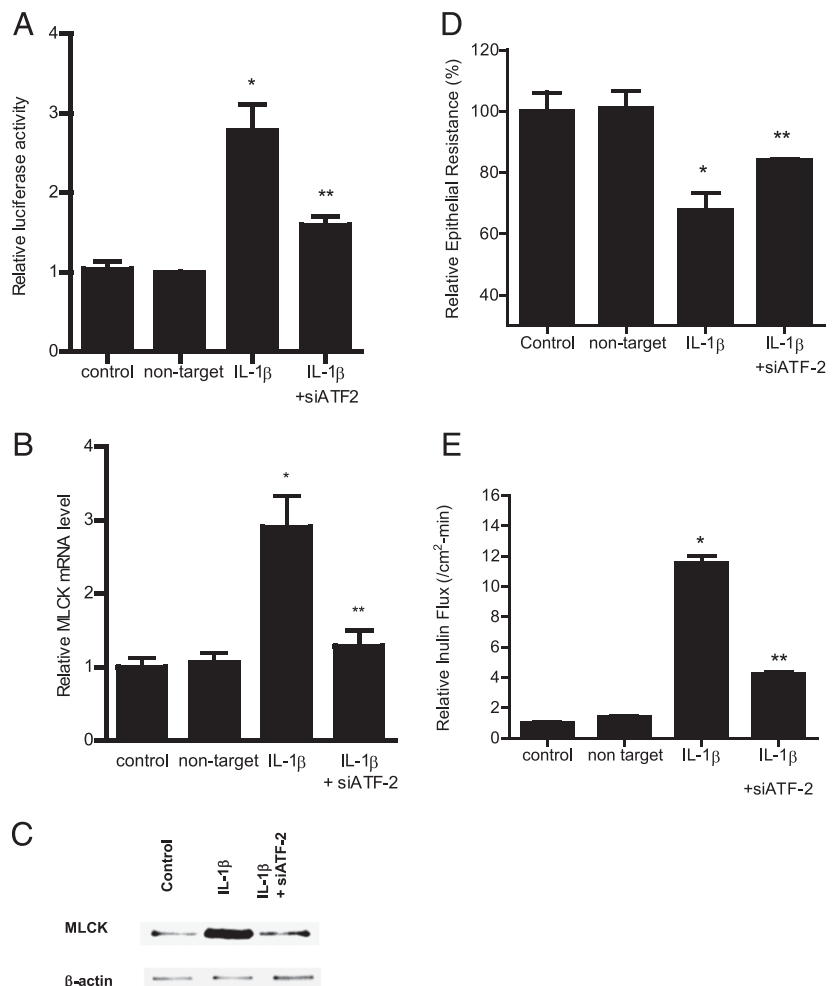 A
Relative luciferase activity
4
3
2
1
0
*
**
control
non-target
IL-1β
IL-1β
+siATF2
B
Relative MLCK mRNA level
4
3
2
1
0
*
**
control
non-target
IL-1β
IL-1β
+ siATF-2
C
Control
IL-1β
IL-1β
+ siATF-2
MLCK
β-actin
D
Relative Epithelial Resistance (%)
120
100
80
60
40
*
**
Control
non-target
IL-1β
IL-1β
+siATF-2
E
Relative Inulin Flux (/cm²-min)
16
14
12
10
8
6
4
2
0
*
**
control
non target
IL-1β
IL-1β
+siATF-2